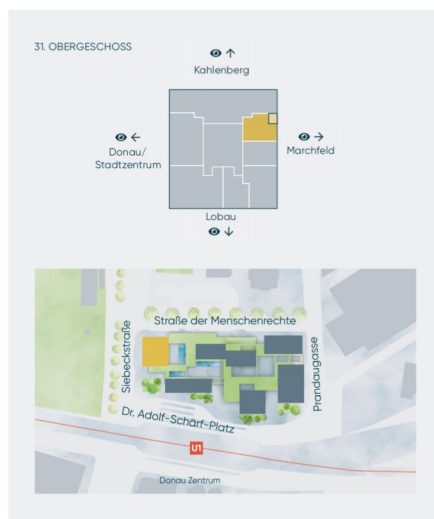 31. OBERGESCHOSS
Kahlenberg
Donau/
Stadtzentrum
Marchfeld
Lobau
Straße der Menschenrechte
Siebeckstraße
Prandaugasse
Dr. Adolf-Schärf-Platz
U1
Donau Zentrum